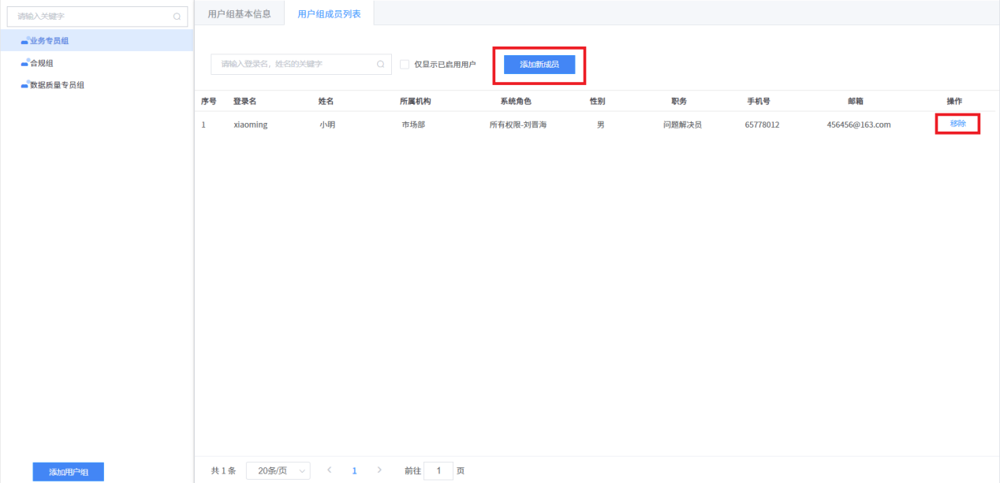 请输入关键字
业务专员组
合规组
数据质量专员组
添加用户组
用户组基本信息 用户组成员列表
请输入登录名，姓名的关键字 仅显示已启用用户 添加新成员
序号 登录名 姓名 所属机构 系统角色 性别 职务 手机号 邮箱 操作
1 xiaoming 小明 市场部 所有权限-刘晋海 男 问题解决员 65778012 456456@163.com 移除
共 1 条 20条/页 1 前往 1 页